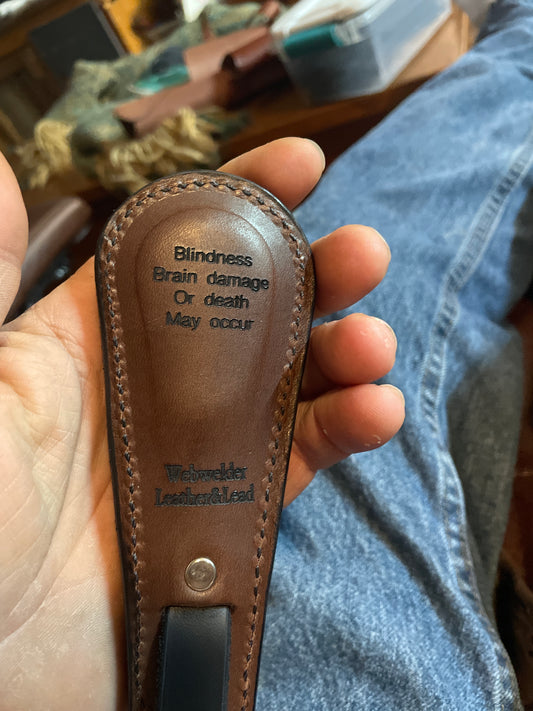 Blindness
Brain damage
Or death
May occur
Webwelder
Leather&Lead